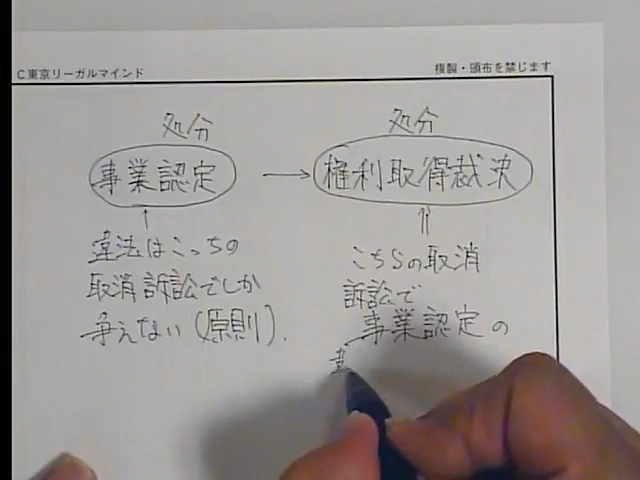 C東京リーガルマインド
複製・頒布を禁じます
処分
処分
事業認定
→
権利取得裁決
違法はこっちの
取消訴訟でしか
争えない(原則).
こちらの取消
訴訟で
事業認定の